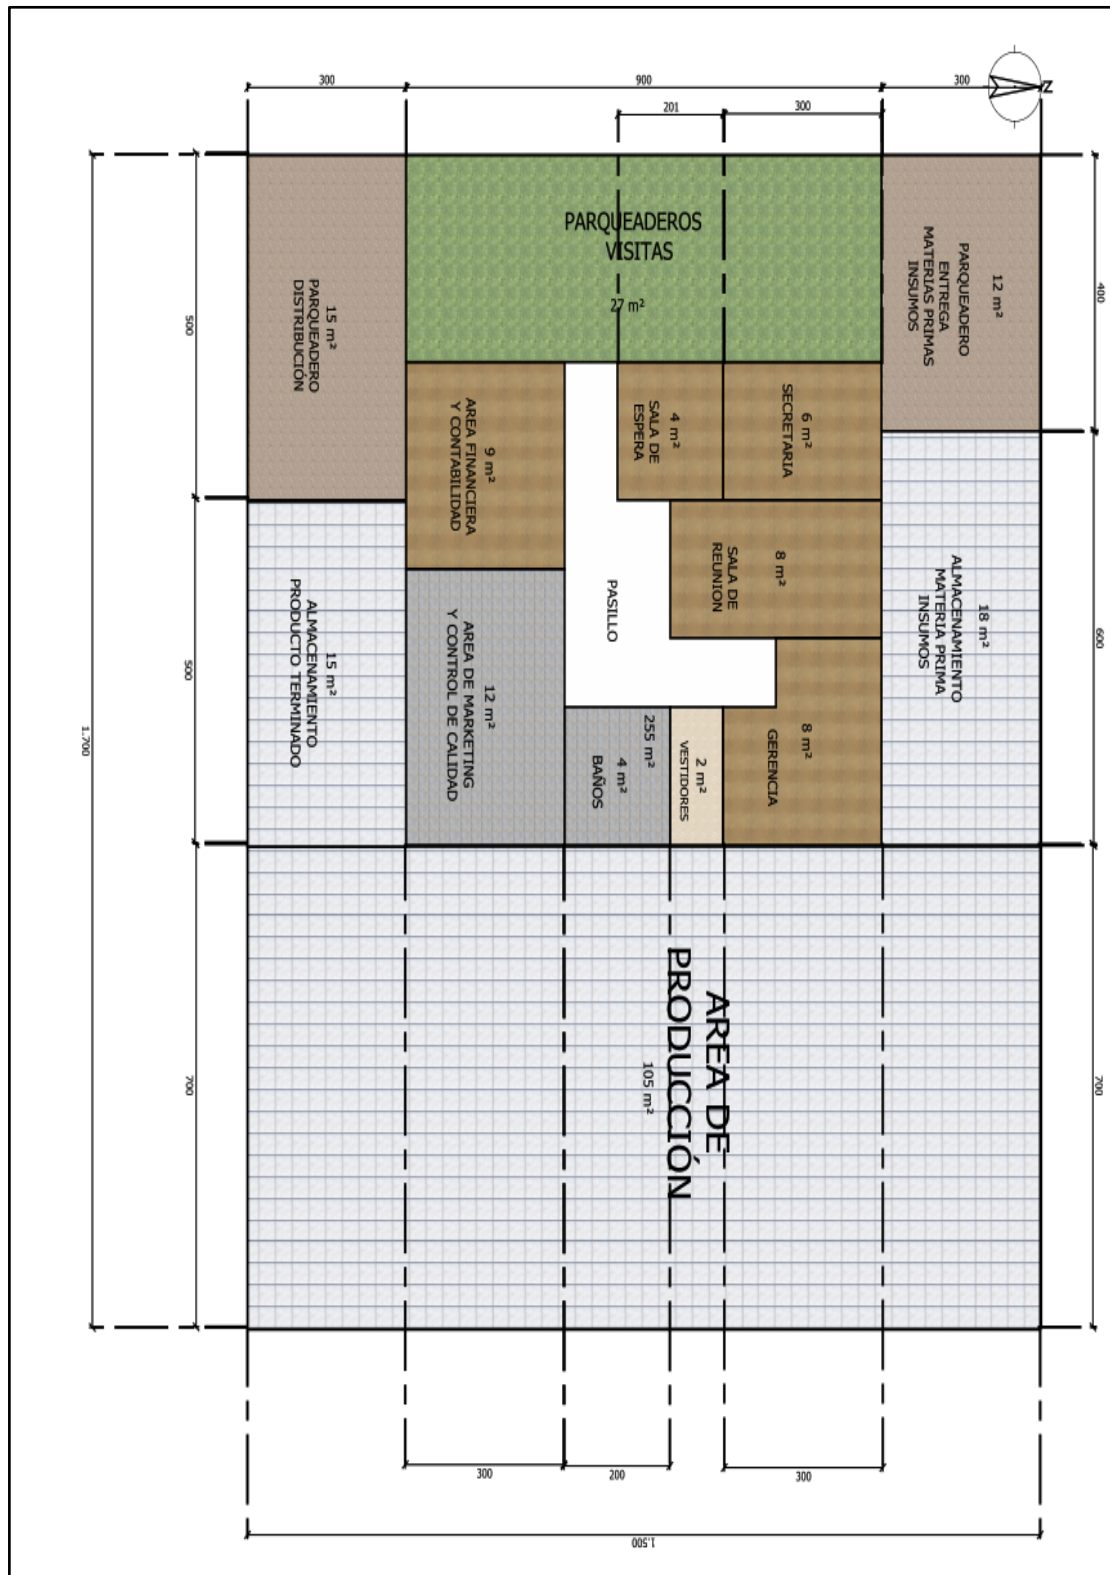 300
900
300
N
201
300
PARQUEADEROS
VISITAS
27 m²
12 m²
PARQUEADERO
ENTREGA
MATERIAS PRIMAS
INSUMOS
400
15 m²
PARQUEADERO
DISTRIBUCIÓN
500
6 m²
SECRETARIA
4 m²
SALA DE
ESPERA
9 m²
AREA FINANCIERA
Y CONTABILIDAD
8 m²
SALA DE
REUNION
PASILLO
18 m²
ALMACENAMIENTO
MATERIA PRIMA
INSUMOS
600
15 m²
ALMACENAMIENTO
PRODUCTO TERMINADO
500
12 m²
AREA DE MARKETING
Y CONTROL DE CALIDAD
8 m²
GERENCIA
2 m²
VESTIDORES
255 m²
4 m²
BAÑOS
1.700
AREA DE
PRODUCCIÓN
105 m²
700
700
300
200
300
1.500